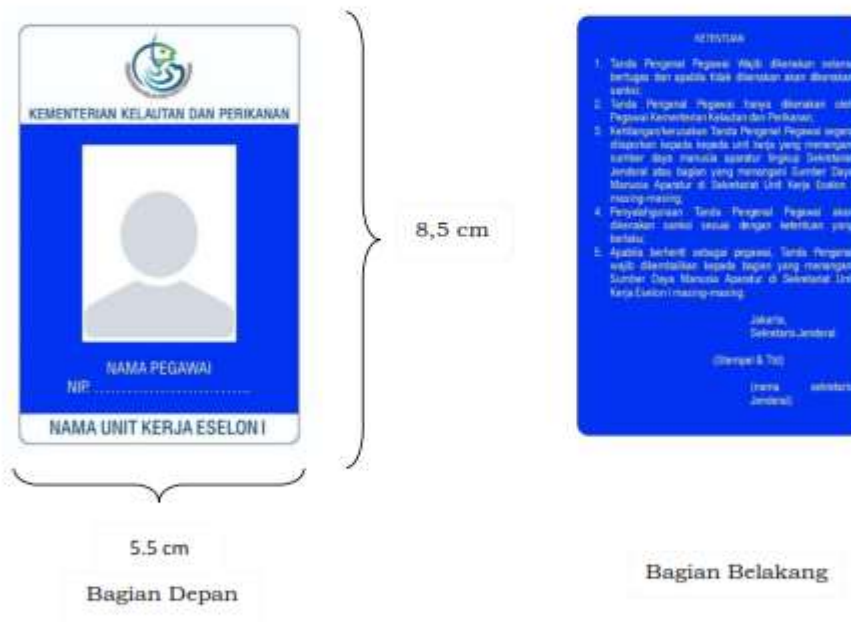 KEMENTERIAN KELAUTAN DAN PERIKANAN
NAMA PEGAWAI
NIP. ..............................
NAMA UNIT KERJA ESELON I
8,5 cm
5.5 cm
Bagian Depan
KETENTUAN
1. Tanda Pengenal Pegawai Wajib dikenakan selama
bertugas dan apabila tidak dikenakan akan dikenakan
sanksi;
2. Tanda Pengenal Pegawai hanya dikenakan oleh
Pegawai Kementerian Kelautan dan Perikanan;
3. Kehilangan/kerusakan Tanda Pengenal Pegawai segera
dilaporkan kepada kepada unit kerja yang menangani
sumber daya manusia aparatur lingkup Sekretariat
Jenderal atau bagian yang menangani Sumber Daya
Manusia Aparatur di Sekretariat Unit Kerja Eselon I
masing-masing;
4. Penyalahgunaan Tanda Pengenal Pegawai akan
dikenakan sanksi sesuai dengan ketentuan yang
berlaku;
5. Apabila berhenti sebagai pegawai, Tanda Pengenal
wajib dikembalikan kepada bagian yang menangani
Sumber Daya Manusia Aparatur di Sekretariat Unit
Kerja Eselon I masing-masing.
Jakarta,
Sekretaris Jenderal
(Stempel & Ttd)
(nama sekretaris
Jenderal)
Bagian Belakang